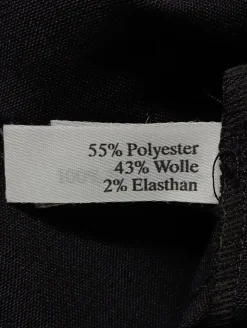 55% Polyester
43% Wolle
2% Elasthan